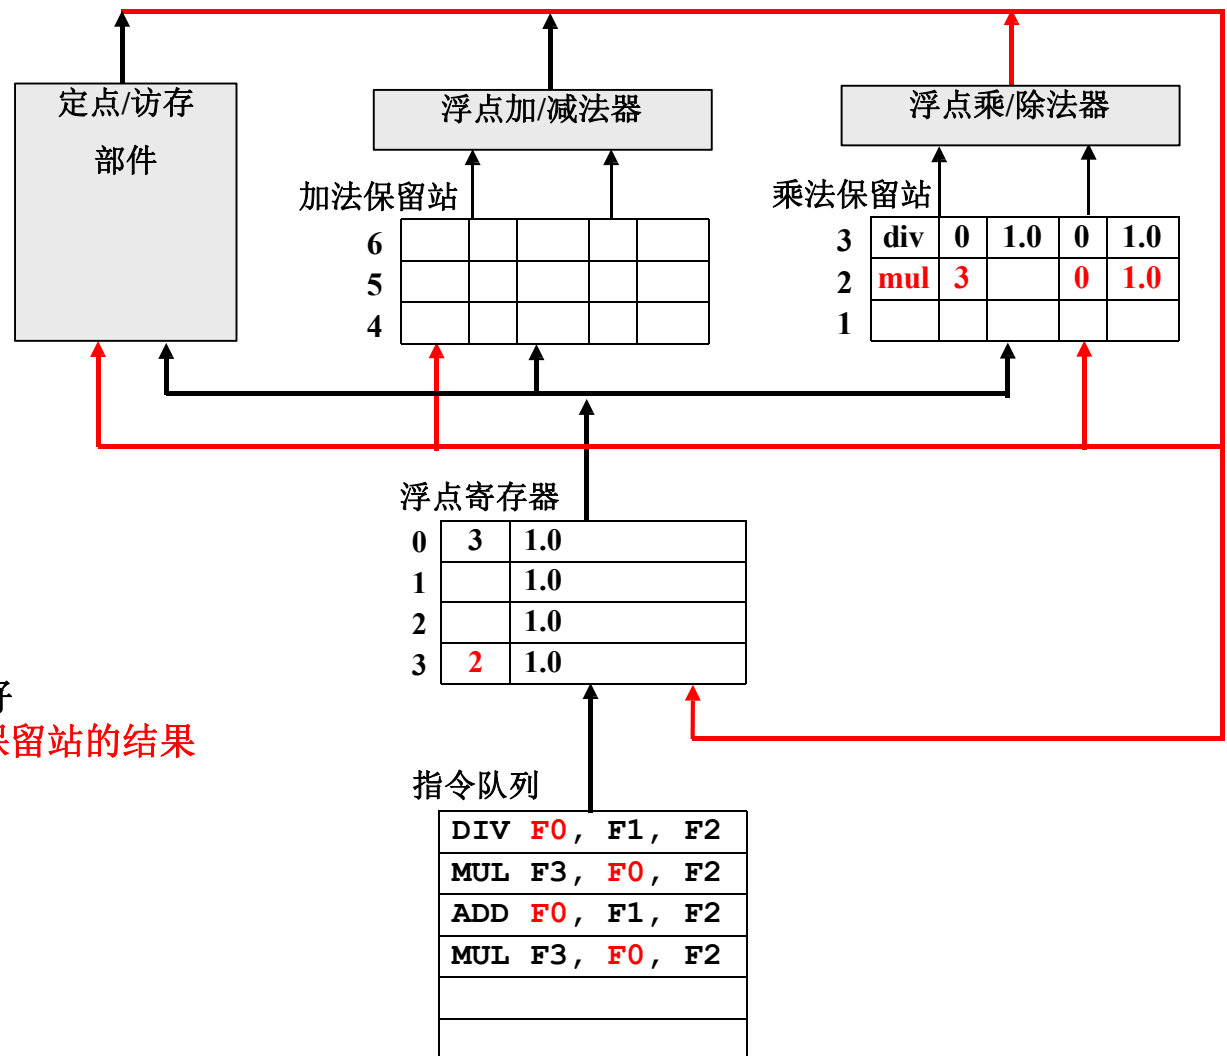 定点/访存
部件
浮点加/减法器
浮点乘/除法器
加法保留站
乘法保留站
6
5
4
3 div 0 1.0 0 1.0
2 mul 3 0 1.0
1
浮点寄存器
0 3 1.0
1 1.0
2 1.0
3 2 1.0
保留站的结果
指令队列
DIV F0, F1, F2
MUL F3, F0, F2
ADD F0, F1, F2
MUL F3, F0, F2